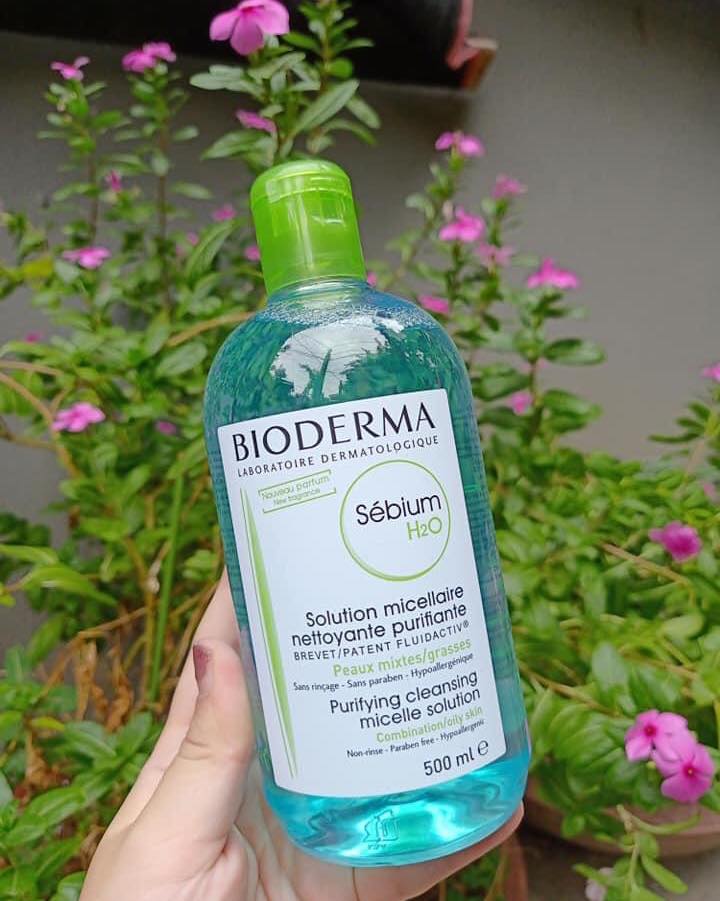 BIODERMA
LABORATOIRE DERMATOLOGIQUE
Nouveau parfum
New fragrance
Sébium
H2O
Solution micellaire
nettoyante purifiante
BREVET/PATENT FLUIDACTIV®
Peaux mixtes/grasses
Sans rinçage - Sans paraben - Hypoallergénique
Purifying cleansing
micelle solution
Combination/oily skin
Non-rinse - Paraben free - Hypoallergenic
500 ml ℮